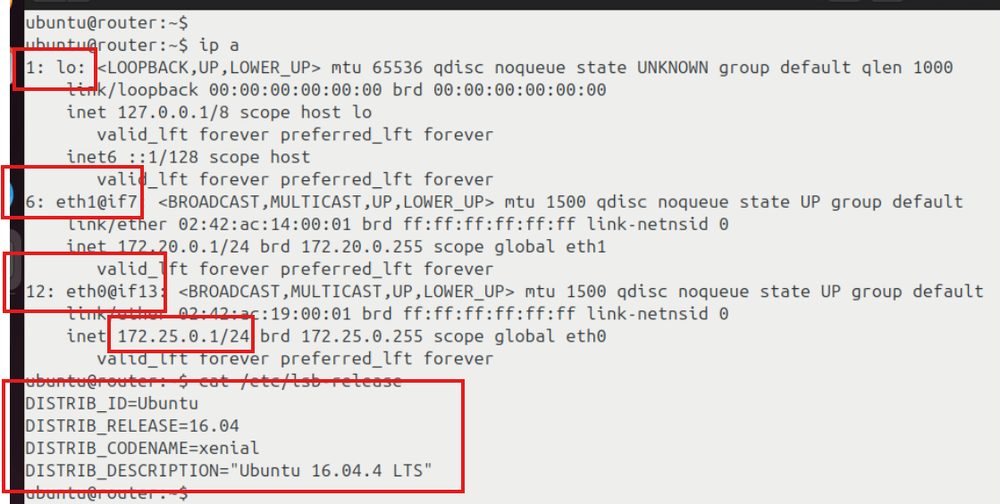 ubuntu@router:~$
ubuntu@router:~$ ip a
1: lo: <LOOPBACK,UP,LOWER_UP> mtu 65536 qdisc noqueue state UNKNOWN group default qlen 1000
link/loopback 00:00:00:00:00:00 brd 00:00:00:00:00:00
inet 127.0.0.1/8 scope host lo
valid_lft forever preferred_lft forever
inet6 ::1/128 scope host
valid_lft forever preferred_lft forever
6: eth1@if7: <BROADCAST,MULTICAST,UP,LOWER_UP> mtu 1500 qdisc noqueue state UP group default
link/ether 02:42:ac:14:00:01 brd ff:ff:ff:ff:ff:ff link-netnsid 0
inet 172.20.0.1/24 brd 172.20.0.255 scope global eth1
valid_lft forever preferred_lft forever
12: eth0@if13: <BROADCAST,MULTICAST,UP,LOWER_UP> mtu 1500 qdisc noqueue state UP group default
link/ether 02:42:ac:19:00:01 brd ff:ff:ff:ff:ff:ff link-netnsid 0
inet 172.25.0.1/24 brd 172.25.0.255 scope global eth0
valid_lft forever preferred_lft forever
ubuntu@router:~$ cat /etc/lsb-release
DISTRIB_ID=Ubuntu
DISTRIB_RELEASE=16.04
DISTRIB_CODENAME=xenial
DISTRIB_DESCRIPTION="Ubuntu 16.04.4 LTS"
ubuntu@router:~$